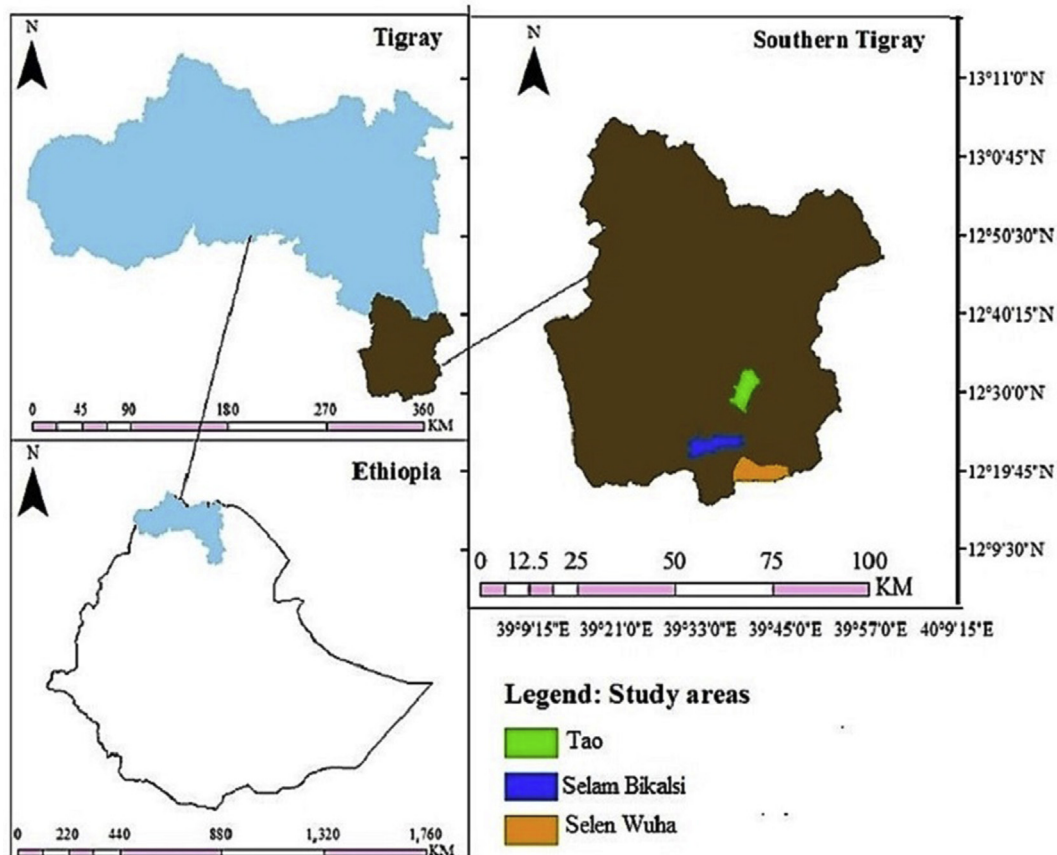 N
Tigray
0 45 90 180 270 360
KM
N
Ethiopia
0 220 440 880 1,320 1,760
KM
N
Southern Tigray
13°11'0"N
13°0'45"N
12°50'30"N
12°40'15"N
12°30'0"N
12°19'45"N
12°9'30"N
0 12.5 25 50 75 100
KM
39°9'15"E 39°21'0"E 39°33'0"E 39°45'0"E 39°57'0"E 40°9'15"E
Legend: Study areas
Tao
Selam Bikalsi
Selen Wuha